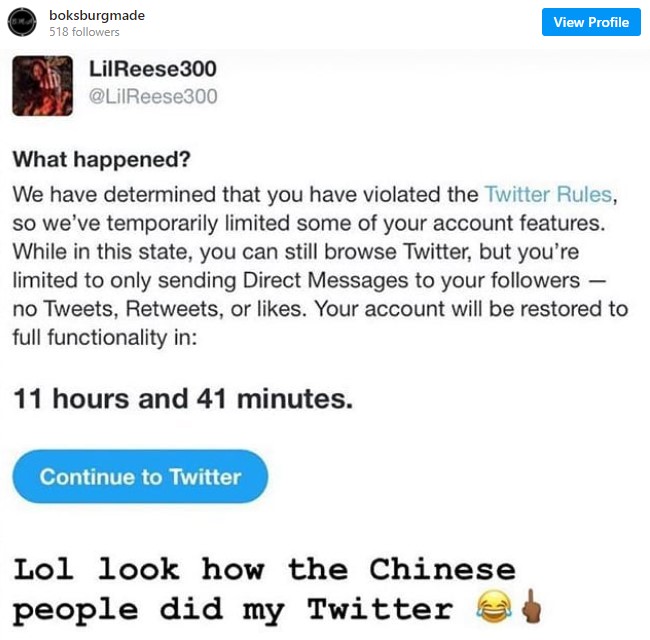 boksburgmade
518 followers
View Profile
LilReese300
@LilReese300
What happened?
We have determined that you have violated the Twitter Rules,
so we've temporarily limited some of your account features.
While in this state, you can still browse Twitter, but you're
limited to only sending Direct Messages to your followers —
no Tweets, Retweets, or likes. Your account will be restored to
full functionality in:
11 hours and 41 minutes.
Continue to Twitter
Lol look how the Chinese
people did my Twitter 😂🖕🏾